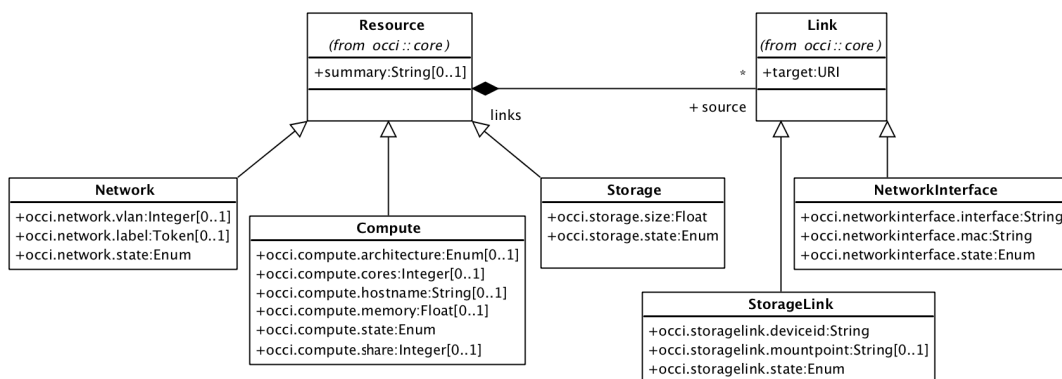 Resource
(from occi::core)
+summary:String[0..1]
Link
(from occi::core)
+target:URI
*
+ source
links
Network
+occi.network.vlan:Integer[0..1]
+occi.network.label:Token[0..1]
+occi.network.state:Enum
Compute
+occi.compute.architecture:Enum[0..1]
+occi.compute.cores:Integer[0..1]
+occi.compute.hostname:String[0..1]
+occi.compute.memory:Float[0..1]
+occi.compute.state:Enum
+occi.compute.share:Integer[0..1]
Storage
+occi.storage.size:Float
+occi.storage.state:Enum
NetworkInterface
+occi.networkinterface.interface:String
+occi.networkinterface.mac:String
+occi.networkinterface.state:Enum
StorageLink
+occi.storagelink.deviceid:String
+occi.storagelink.mountpoint:String[0..1]
+occi.storagelink.state:Enum